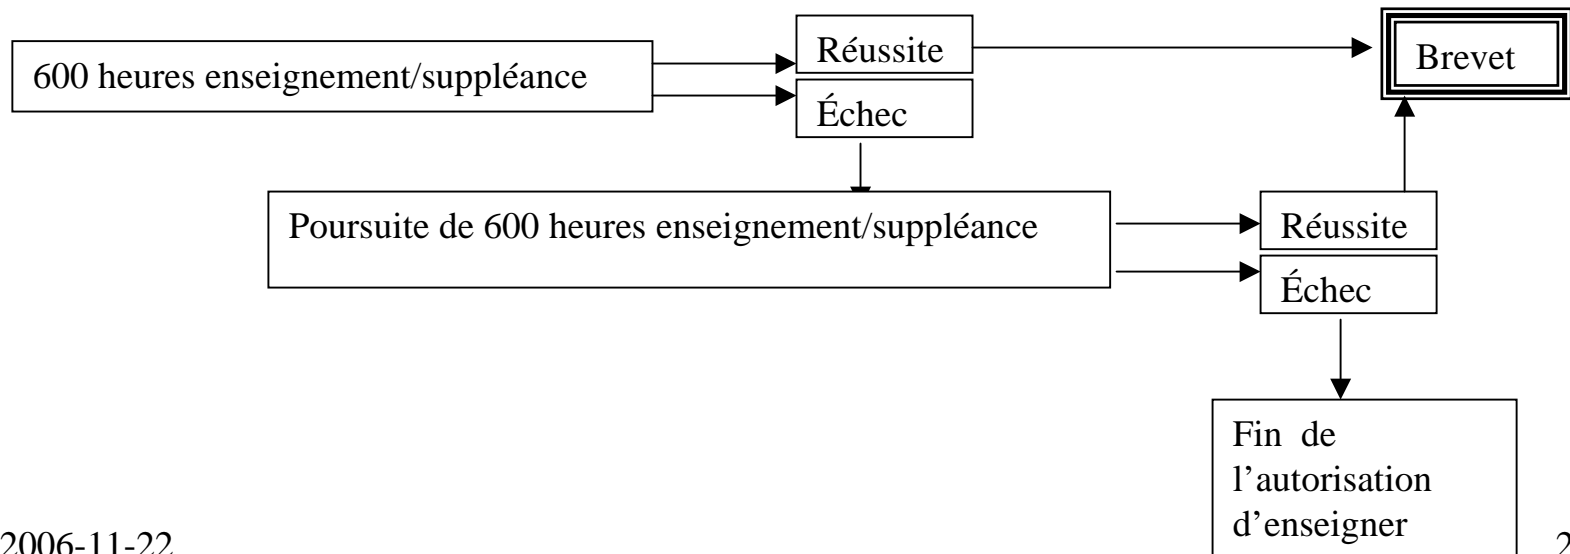 600 heures enseignement/suppléance
Réussite
Échec
Brevet
Poursuite de 600 heures enseignement/suppléance
Réussite
Échec
Fin de
l’autorisation
d’enseigner
2006-11-22
2